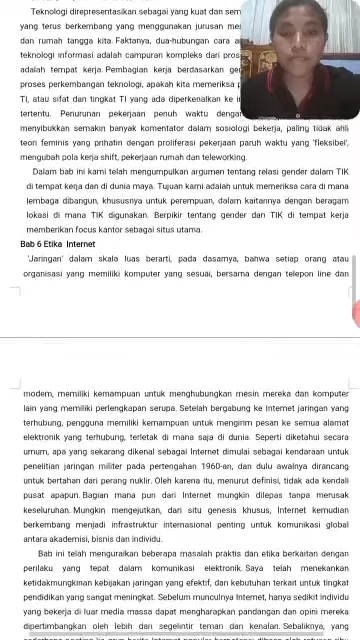 Teknologi direpresentasikan sebagai yang kuat dan
yang terus berkembang yang menggunakan jurusan
dan rumah tangga kita. Faktanya, dua-hubungan cara
teknologi informasi adalah campuran kompleks dari
adalah tempat kerja. Pembagian kerja berdasarkan
proses perkembangan teknologi, apakah kita memeriksa
TI, atau sifat dan tingkat TI yang ada diperkenalkan ke
tertentu. Penurunan pekerjaan penuh waktu dengan
menyibukkan semakin banyak komentator dalam sosiologi bekerja, paling tidak ahli
teori feminis yang prihatin dengan proliferasi pekerjaan paruh waktu yang 'fleksibel',
mengubah pola kerja shift, pekerjaan rumah dan teleworking.
Dalam bab ini kami telah mengumpulkan argumen tentang relasi gender dalam TIK
di tempat kerja dan di dunia maya. Tujuan kami adalah untuk memeriksa cara di mana
lembaga dibangun, khususnya untuk perempuan, dalam kaitannya dengan beragam
lokasi di mana TIK digunakan. Berpikir tentang gender dan TIK di tempat kerja
memberikan focus kantor sebagai situs utama.
Bab 6 Etika Internet
'Jaringan' dalam skala luas berarti, pada dasarnya, bahwa setiap orang atau
organisasi yang memiliki komputer yang sesuai, bersama dengan telepon line dan
modem, memiliki kemampuan untuk menghubungkan mesin mereka dan komputer
lain yang memiliki perlengkapan serupa. Setelah bergabung ke Internet jaringan yang
terhubung, pengguna memiliki kemampuan untuk mengirim pesan ke semua alamat
elektronik yang terhubung, terletak di mana saja di dunia. Seperti diketahui secara
umum, apa yang sekarang dikenal sebagai Internet dimulai sebagai kendaraan untuk
penelitian jaringan militer pada pertengahan 1960-an, dan dulu awalnya dirancang
untuk bertahan dari perang nuklir. Oleh karena itu, menurut definisi, tidak ada kendali
pusat apapun. Bagian mana pun dari Internet mungkin dilepas tanpa merusak
keseluruhan. Mungkin mengejutkan, dari situ genesis khusus, Internet kemudian
berkembang menjadi infrastruktur internasional penting untuk komunikasi global
antara akademisi, bisnis dan individu.
Bab ini telah menguraikan beberapa masalah praktis dan etika berkaitan dengan
perilaku yang tepat dalam komunikasi elektronik. Saya telah menekankan
ketidakmungkinan kebijakan jaringan yang efektif, dan kebutuhan terkait untuk tingkat
pendidikan yang sangat meningkat. Sebelum munculnya Internet, hanya sedikit individu
yang bekerja di luar media massa dapat mengharapkan pandangan dan opini mereka
dipertimbangkan oleh lebih dari segelintir teman dan kenalan. Sebaliknya, yang